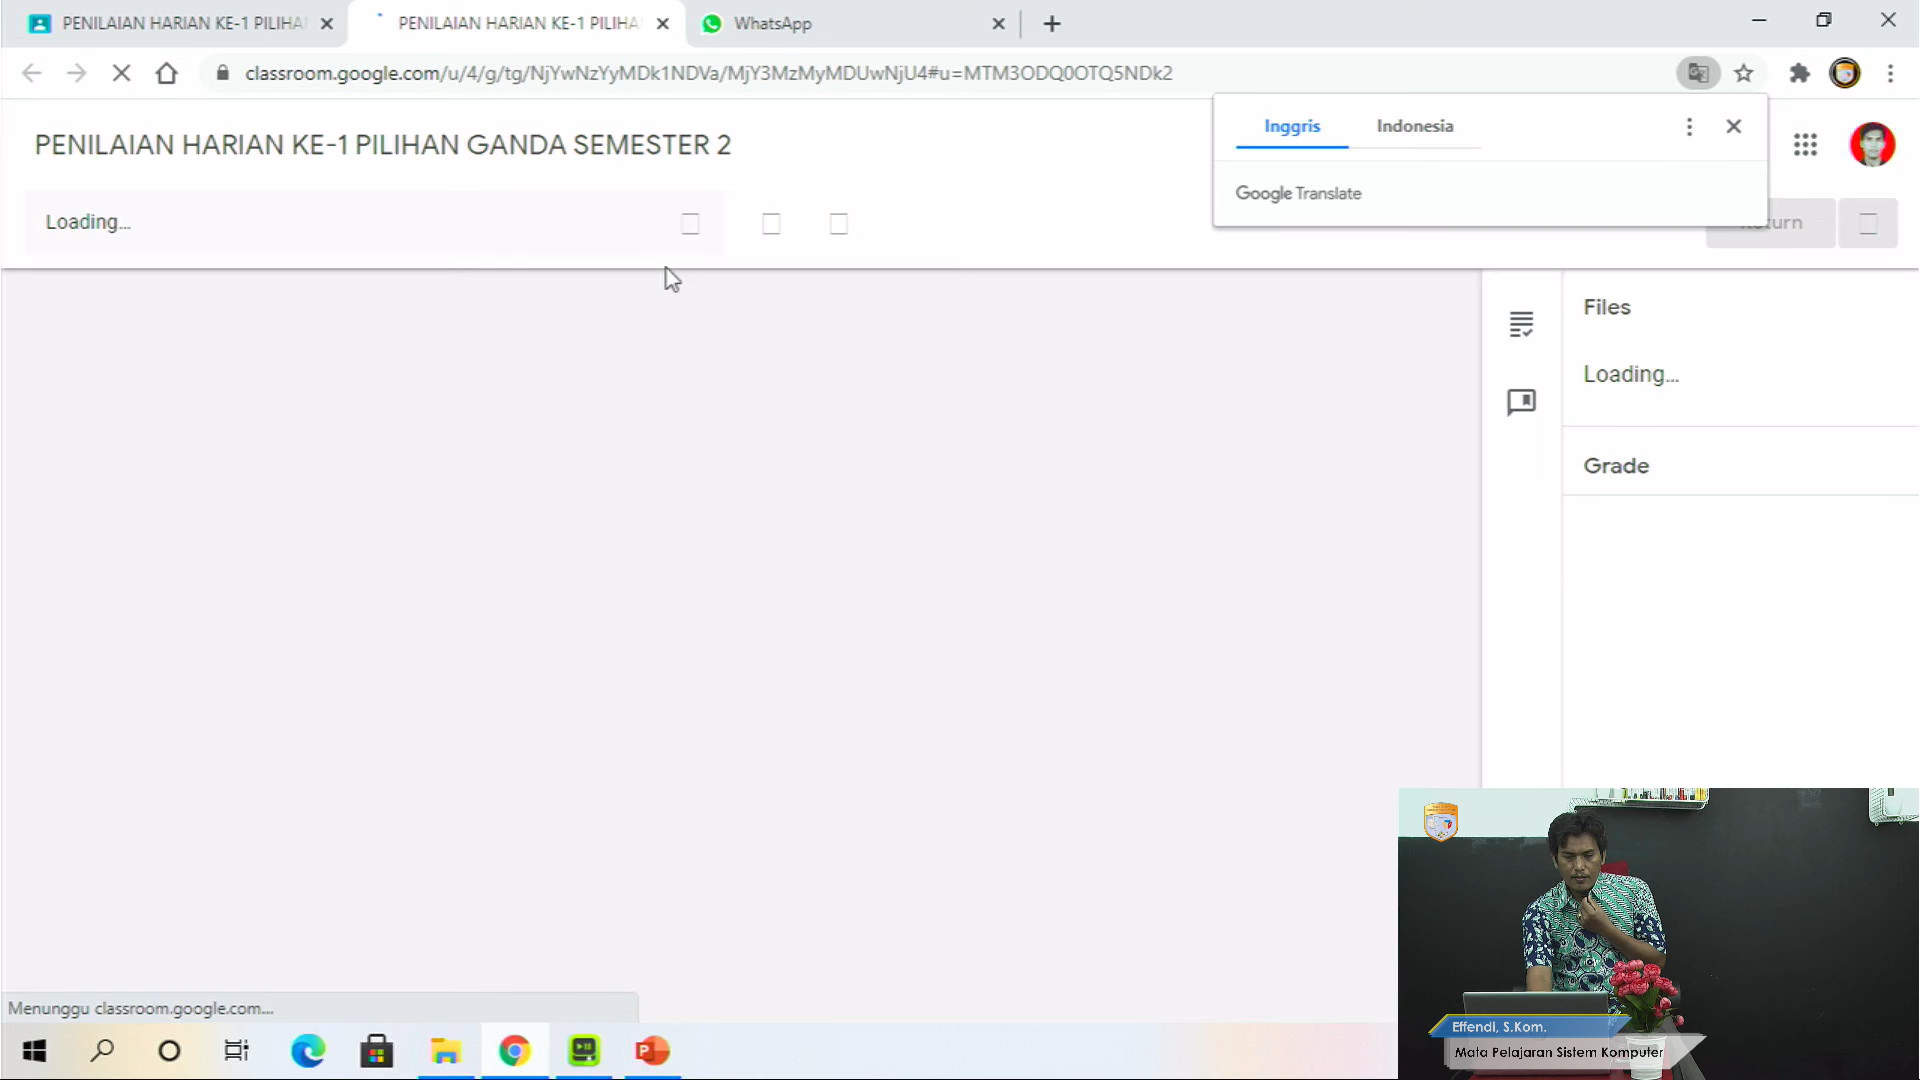 PENILAIAN HARIAN KE-1 PILIHA
PENILAIAN HARIAN KE-1 PILIHA
WhatsApp
classroom.google.com/u/4/g/tg/NjYwNzYyMDk1NDVa/MjY3MzMyMDUwNjU4#u=MTM3ODQ0OTQ5NDk2
PENILAIAN HARIAN KE-1 PILIHAN GANDA SEMESTER 2
Inggris
Indonesia
Google Translate
Loading...
Files
Loading...
Grade
Menunggu classroom.google.com...
Effendi, S.Kom.
Mata Pelajaran Sistem Komputer